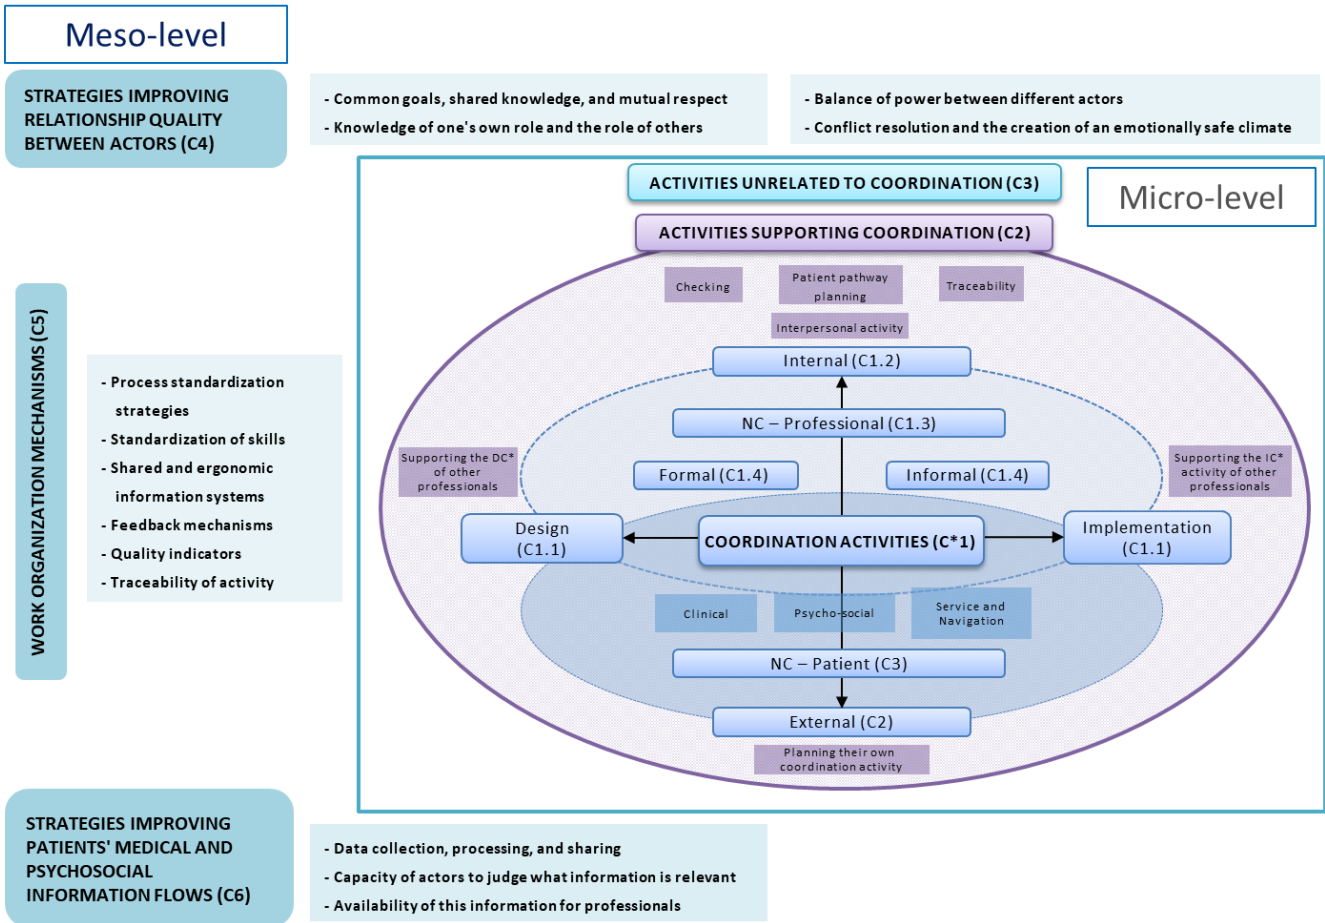 Meso-level
STRATEGIES IMPROVING
RELATIONSHIP QUALITY
BETWEEN ACTORS (C4)
- Common goals, shared knowledge, and mutual respect
- Knowledge of one's own role and the role of others
- Balance of power between different actors
- Conflict resolution and the creation of an emotionally safe climate
Micro-level
ACTIVITIES UNRELATED TO COORDINATION (C3)
ACTIVITIES SUPPORTING COORDINATION (C2)
Checking
Patient pathway
planning
Traceability
Interpersonal activity
Internal (C1.2)
NC – Professional (C1.3)
Formal (C1.4)
Informal (C1.4)
Supporting the DC*
of other
professionals
Supporting the IC*
activity of other
professionals
Design
(C1.1)
COORDINATION ACTIVITIES (C*1)
Implementation
(C1.1)
Clinical
Psycho-social
Service and
Navigation
NC – Patient (C3)
External (C2)
Planning their own
coordination activity
WORK ORGANIZATION MECHANISMS (C5)
- Process standardization
strategies
- Standardization of skills
- Shared and ergonomic
information systems
- Feedback mechanisms
- Quality indicators
- Traceability of activity
STRATEGIES IMPROVING
PATIENTS' MEDICAL AND
PSYCHOSOCIAL
INFORMATION FLOWS (C6)
- Data collection, processing, and sharing
- Capacity of actors to judge what information is relevant
- Availability of this information for professionals